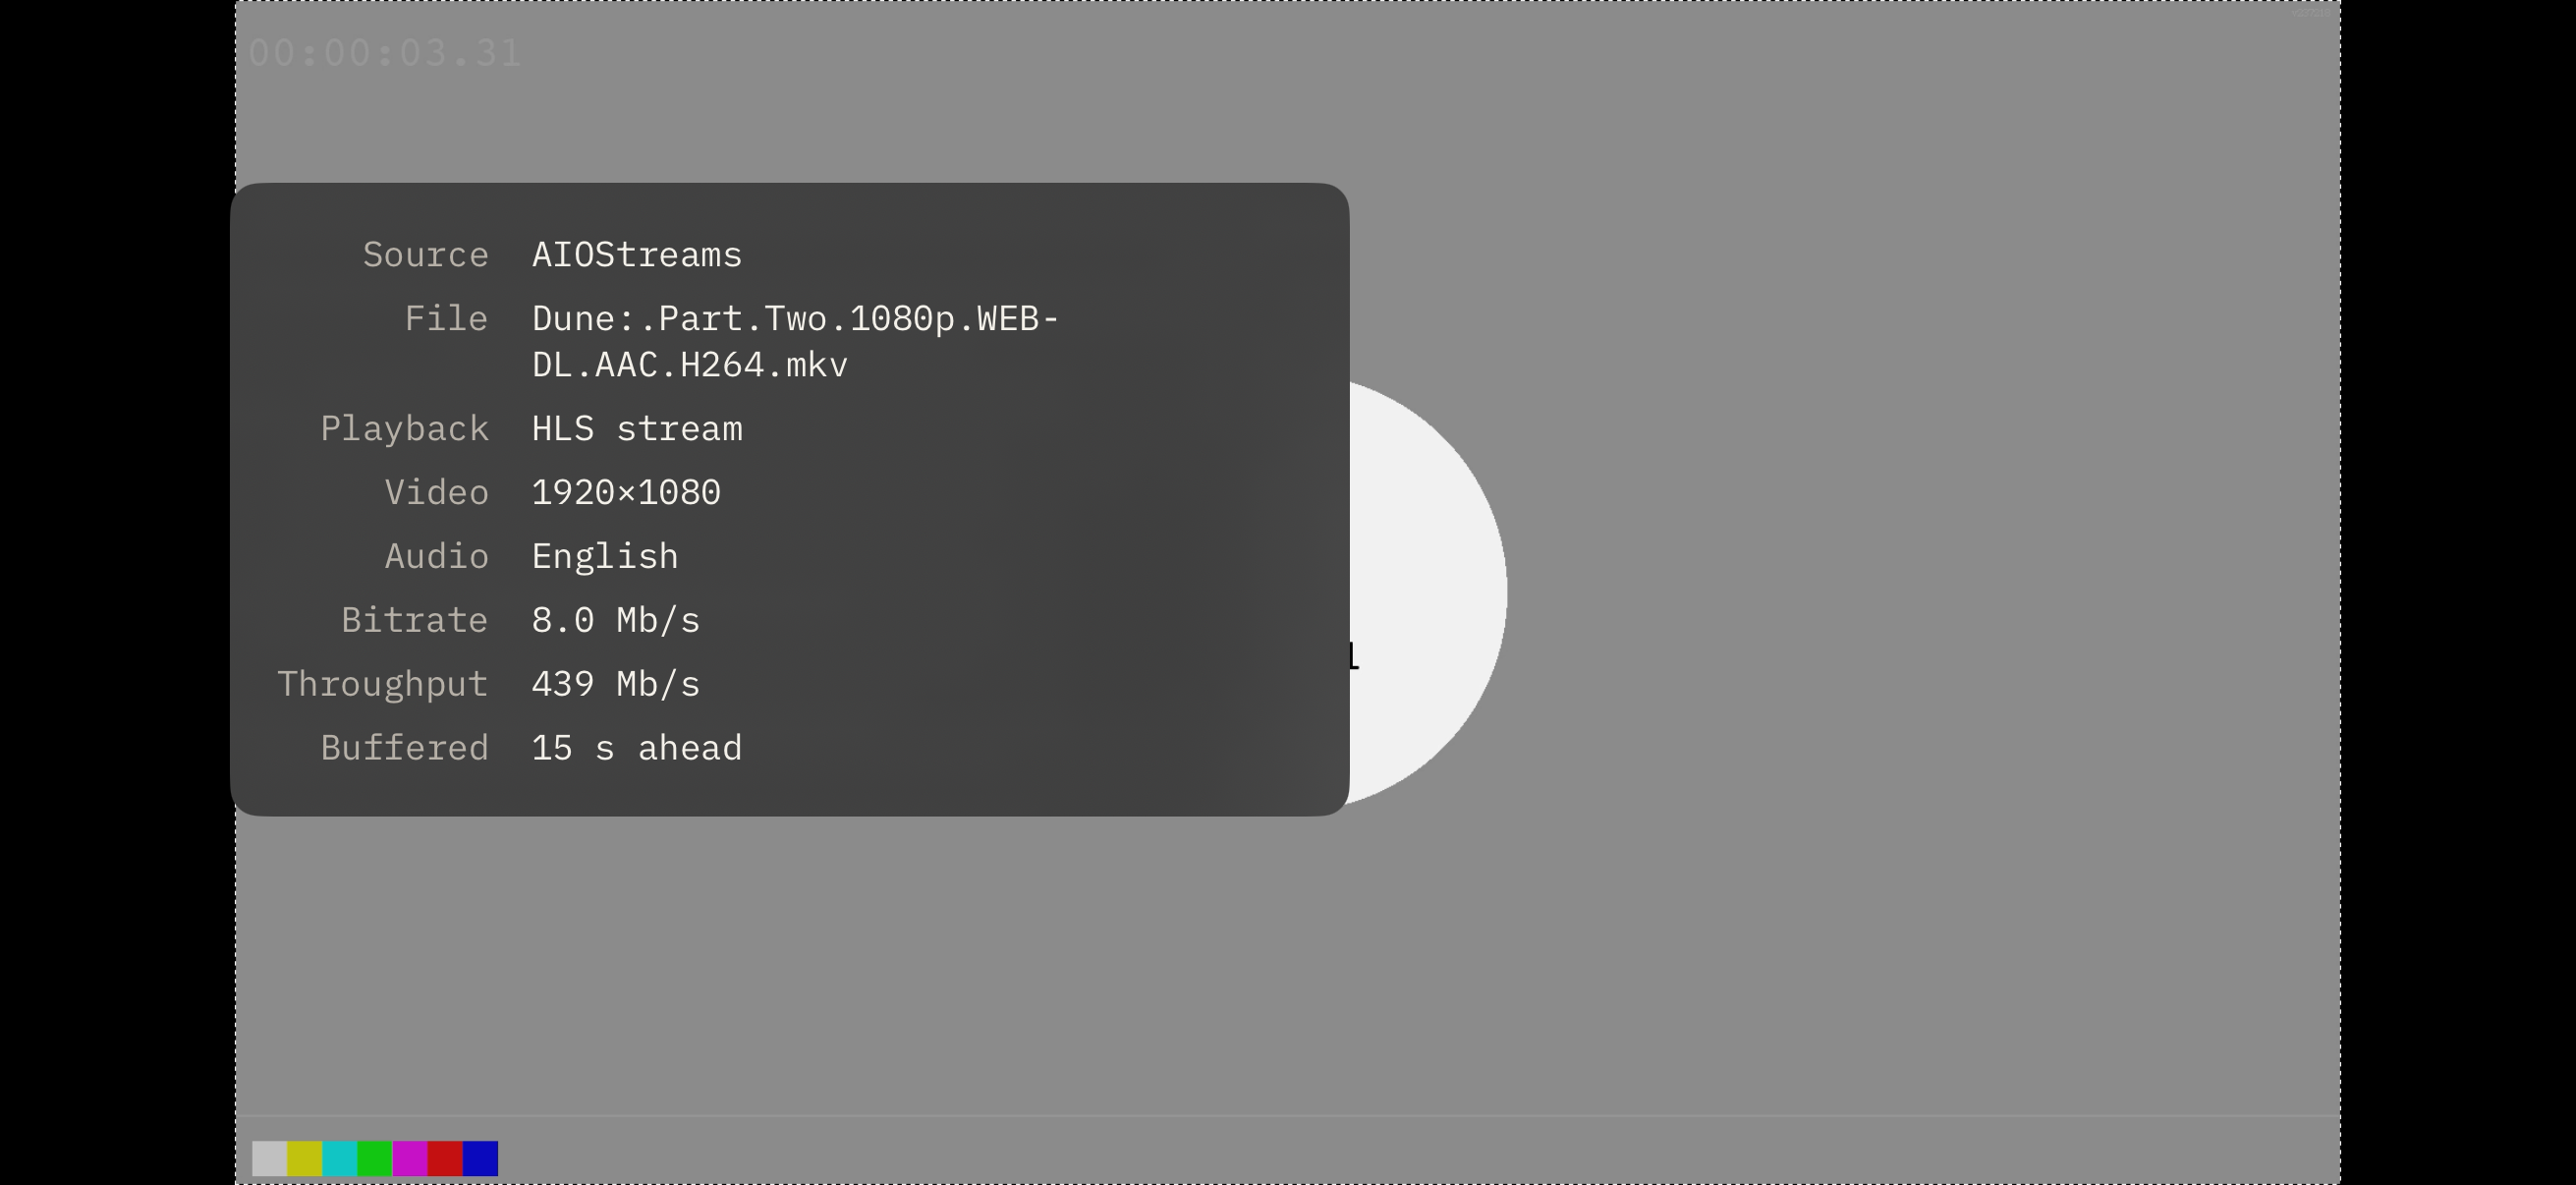 00:00:03.31
Source AIOStreams
File Dune:.Part.Two.1080p.WEB-
DL.AAC.H264.mkv
Playback HLS stream
Video 1920×1080
Audio English
Bitrate 8.0 Mb/s
Throughput 439 Mb/s
Buffered 15 s ahead